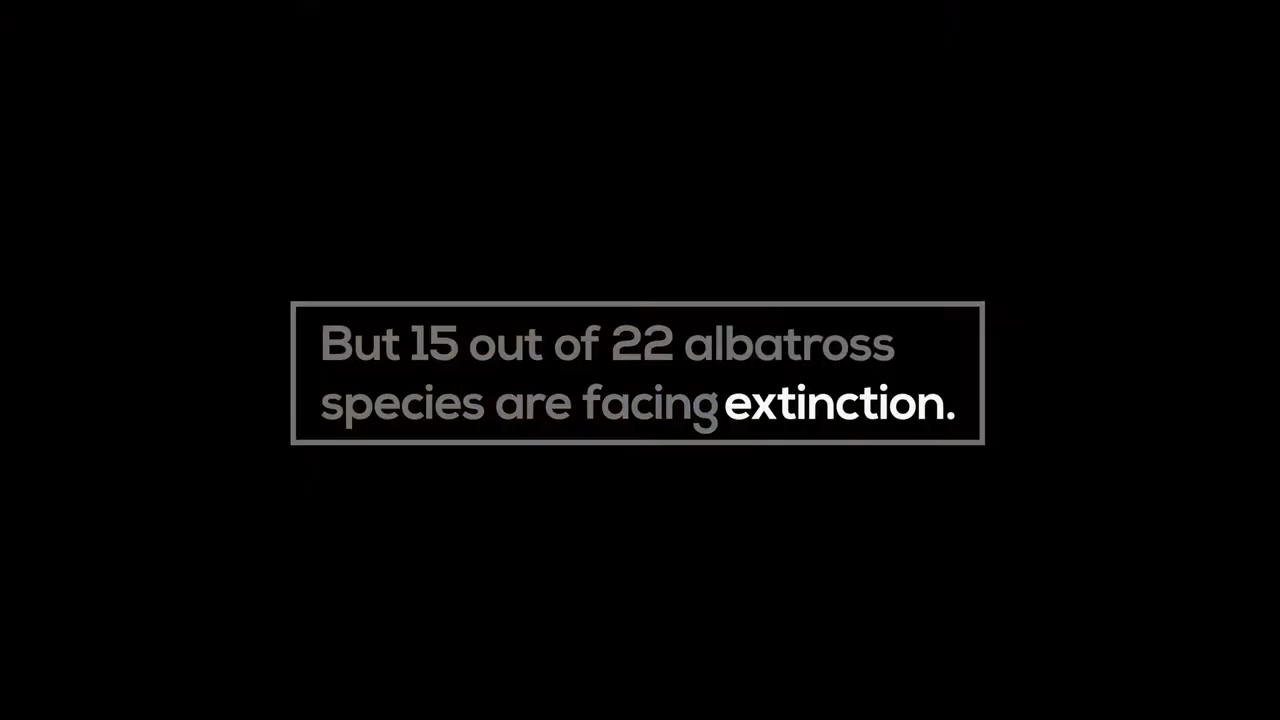 But 15 out of 22 albatross
species are facing extinction.